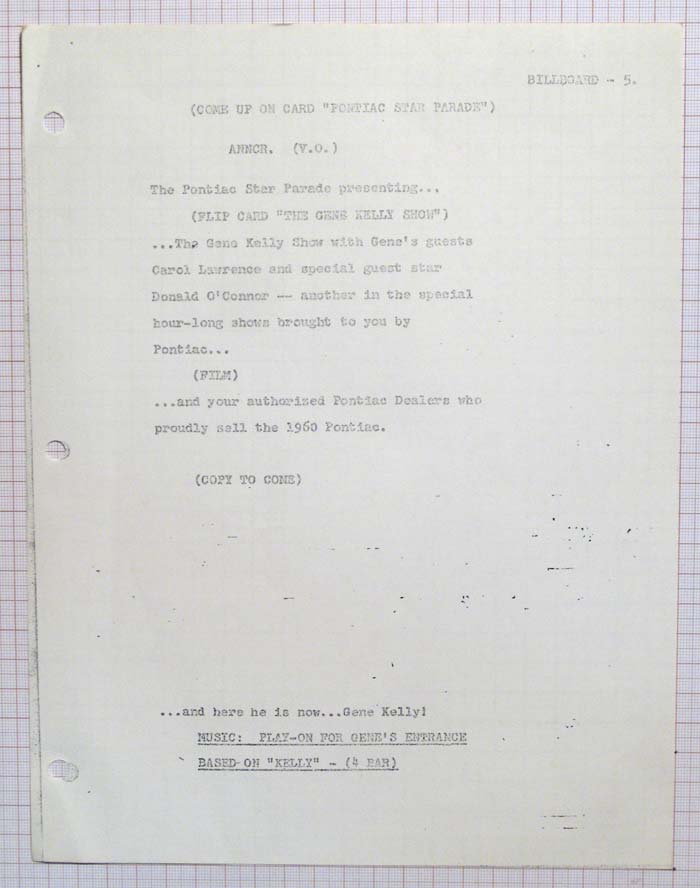 BILLBOARD - 5.
(COME UP ON CARD "PONTIAC STAR PARADE")
ANNCR. (V.O.)
The Pontiac Star Parade presenting...
(FLIP CARD "THE GENE KELLY SHOW")
...The Gene Kelly Show with Gene's guests
Carol Lawrence and special guest star
Donald O'Connor -- another in the special
hour-long shows brought to you by
Pontiac...
(FILM)
...and your authorized Pontiac Dealers who
proudly sell the 1960 Pontiac.
(COPY TO COME)
...and here he is now...Gene Kelly!
MUSIC: PLAY-ON FOR GENE'S ENTRANCE
BASED ON "KELLY" - (4 BAR)